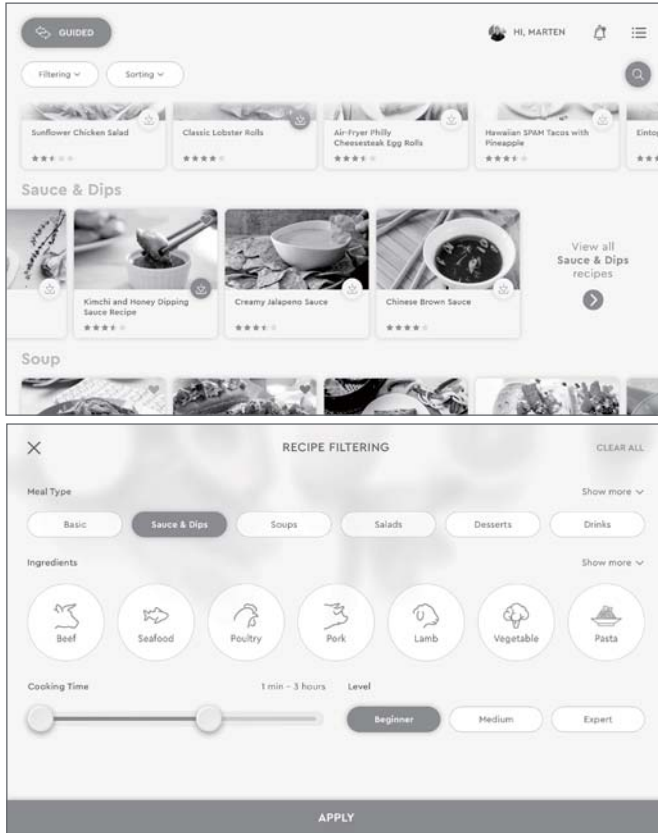 GUIDED
HI, MARTEN
Filtering
Sorting
Sunflower Chicken Salad
Classic Lobster Rolls
Air-Fryer Philly
Cheesesteak Egg Rolls
Hawaiian SPAM Tacos with
Pineapple
Eintop
Sauce & Dips
Kimchi and Honey Dipping
Sauce Recipe
Creamy Jalapeno Sauce
Chinese Brown Sauce
View all
Sauce & Dips
recipes
Soup
RECIPE FILTERING
CLEAR ALL
Meal Type
Show more
Basic
Sauce & Dips
Soups
Salads
Desserts
Drinks
Ingredients
Show more
Beef
Seafood
Poultry
Pork
Lamb
Vegetable
Pasta
Cooking Time
1 min - 3 hours
Level
Beginner
Medium
Expert
APPLY